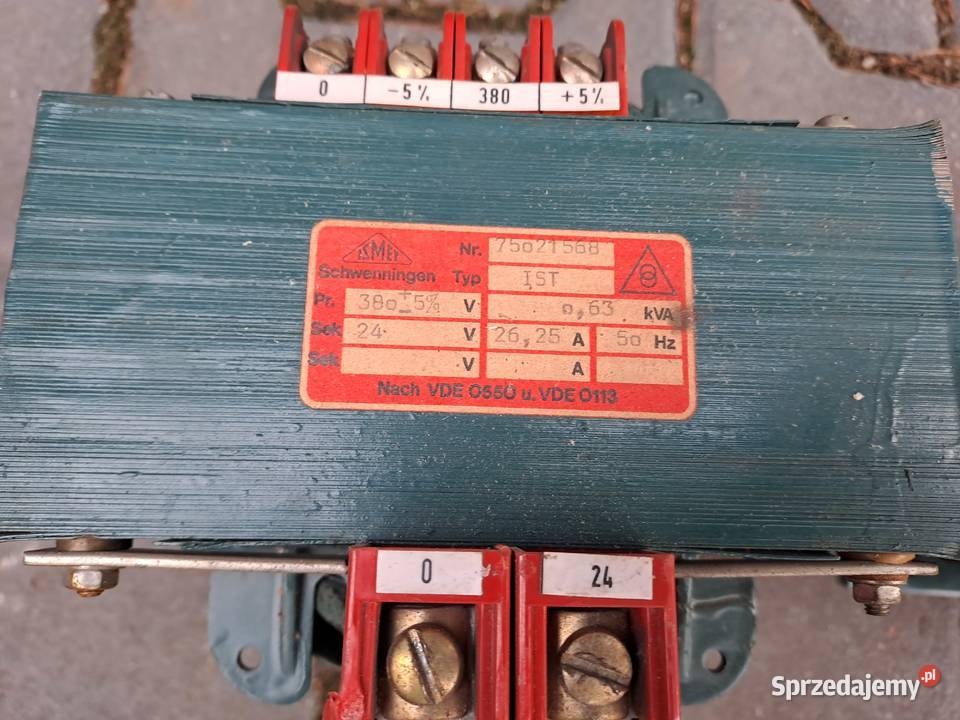 0 -5% 380 +5%
ISMET Nr. 75021568
Schwenningen Typ IST
Pr. 380±5% V 0,63 kVA
Sek 24 V 26,25 A 50 Hz
Sek V A
Nach VDE 0550 u. VDE 0113
0 24
Sprzedajemy.pl